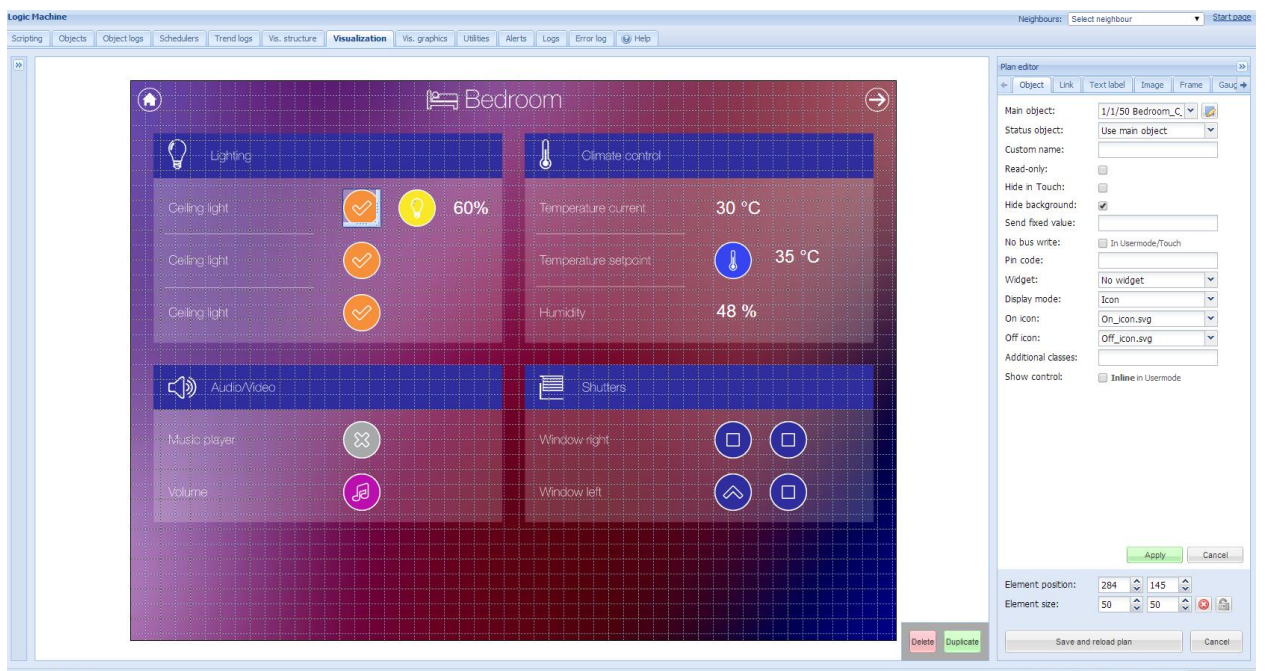 Logic Machine
Neighbours: Select neighbour Start page
Scripting Objects Object logs Schedulers Trend logs Vis. structure Visualization Vis. graphics Utilities Alerts Logs Error log Help
Plan editor
Object Link Text label Image Frame Gaug
Bedroom
Lighting
Ceiling light 60%
Ceiling light
Ceiling light
Climate control
Temperature current 30 °C
Temperature setpoint 35 °C
Humidity 48 %
Audio/Video
Music player
Volume
Shutters
Window right
Window left
Delete Duplicate
Main object: 1/1/50 Bedroom_C_
Status object: Use main object
Custom name:
Read-only:
Hide in Touch:
Hide background:
Send fixed value:
No bus write: In Usermode/Touch
Pin code:
Widget: No widget
Display mode: Icon
On icon: On_icon.svg
Off icon: Off_icon.svg
Additional classes:
Show control: Inline in Usermode
Apply Cancel
Element position: 284 145
Element size: 50 50
Save and reload plan Cancel